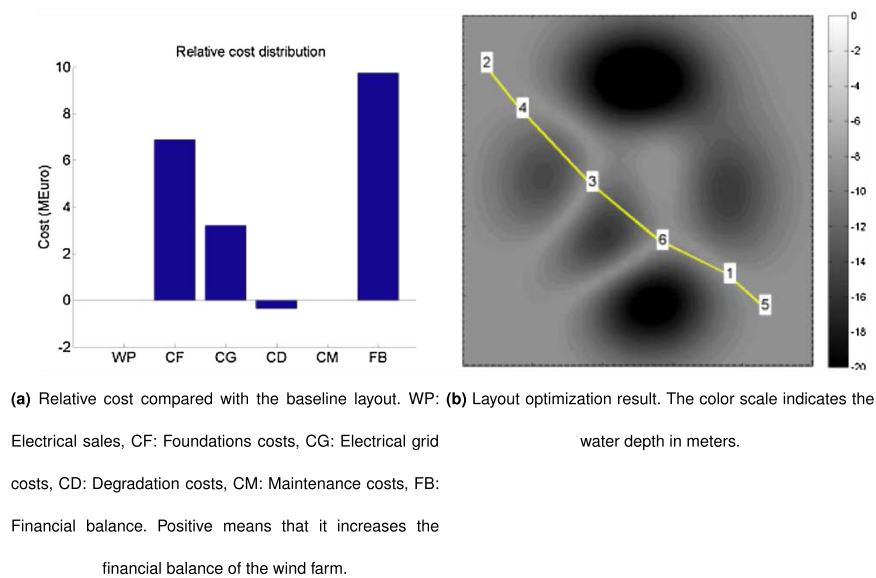 Relative cost distribution
10
8
6
4
2
0
-2
Cost (MEuro)
WP CF CG CD CM FB
2
4
3
6
1
5
0
-2
-4
-6
-8
-10
-12
-14
-16
-18
-20
(a) Relative cost compared with the baseline layout. WP:
Electrical sales, CF: Foundations costs, CG: Electrical grid
costs, CD: Degradation costs, CM: Maintenance costs, FB:
Financial balance. Positive means that it increases the
financial balance of the wind farm.
(b) Layout optimization result. The color scale indicates the
water depth in meters.